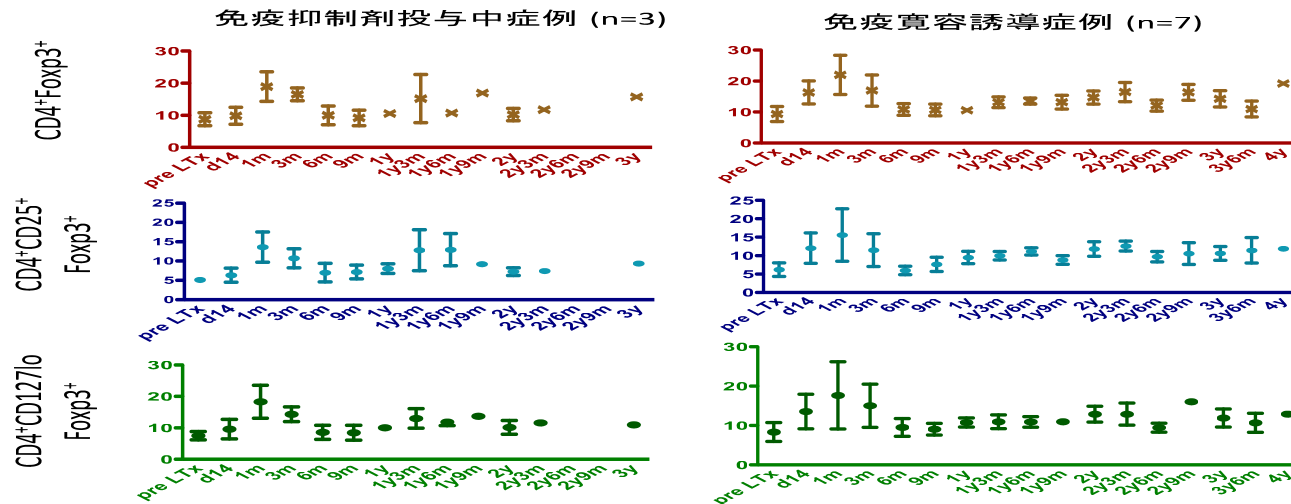 免疫抑制剤投与中症例 (n=3)
免疫寛容誘導症例 (n=7)
CD4⁺Foxp3⁺
30
20
10
0
pre LTx d14 1m 3m 6m 9m 1y 1y3m 1y6m 1y9m 2y 2y3m 2y6m 2y9m 3y
30
20
10
0
pre LTx d14 1m 3m 6m 9m 1y 1y3m 1y6m 1y9m 2y 2y3m 2y6m 2y9m 3y 3y6m 4y
CD4⁺CD25⁺
Foxp3⁺
25
20
15
10
5
0
pre LTx d14 1m 3m 6m 9m 1y 1y3m 1y6m 1y9m 2y 2y3m 2y6m 2y9m 3y
25
20
15
10
5
0
pre LTx d14 1m 3m 6m 9m 1y 1y3m 1y6m 1y9m 2y 2y3m 2y6m 2y9m 3y 3y6m 4y
CD4⁺CD127lo
Foxp3⁺
30
20
10
0
pre LTx d14 1m 3m 6m 9m 1y 1y3m 1y6m 1y9m 2y 2y3m 2y6m 2y9m 3y
30
20
10
0
pre LTx d14 1m 3m 6m 9m 1y 1y3m 1y6m 1y9m 2y 2y3m 2y6m 2y9m 3y 3y6m 4y